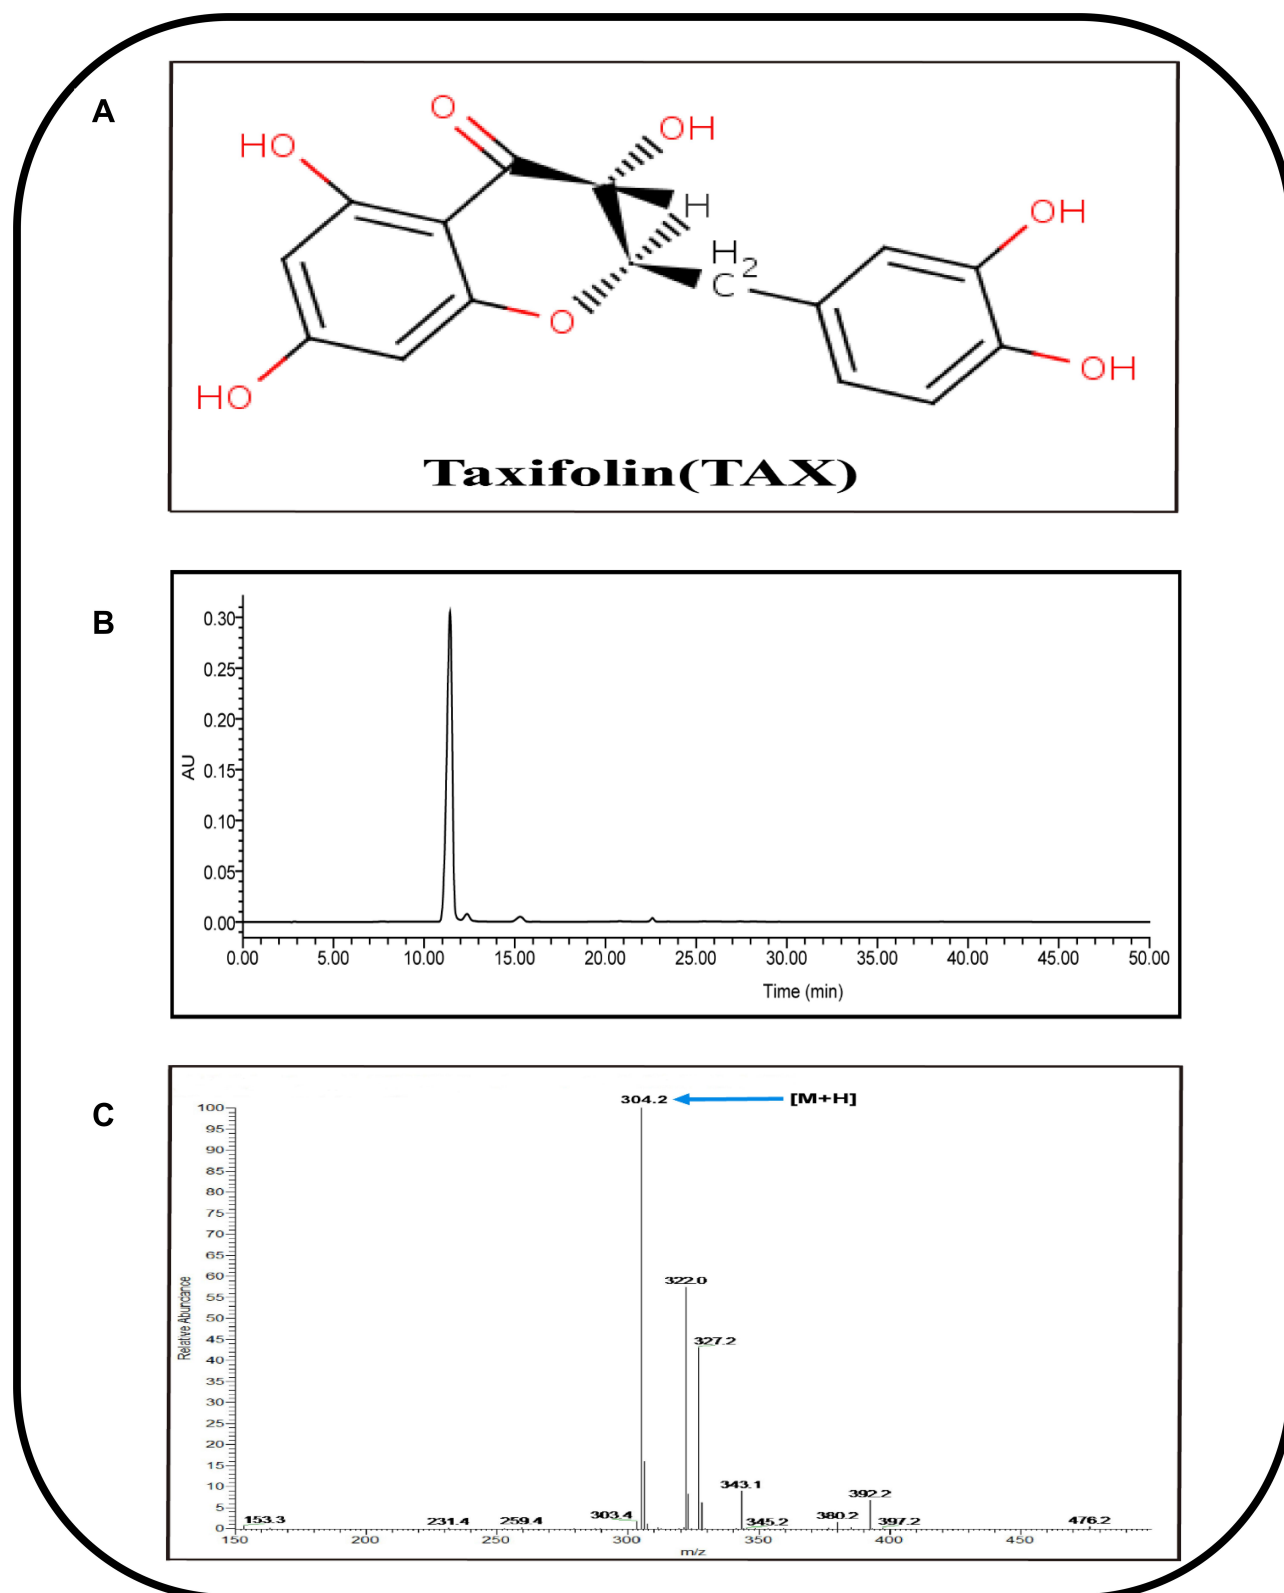 A
O
OH
HO
H
OH
H2
C
O
OH
HO
Taxifolin(TAX)
B
0.30
0.25
0.20
0.15
0.10
0.05
0.00
AU
0.00 5.00 10.00 15.00 20.00 25.00 30.00 35.00 40.00 45.00 50.00
Time (min)
C
304.2 [M+H]
100
95
90
85
80
75
70
65
60
55
50
45
40
35
30
25
20
15
10
5
0
Relative Abundance
322.0
327.2
343.1
392.2
303.4
380.2
153.3 231.4 259.4 345.2 397.2 476.2
150 200 250 300 350 400 450
m/z